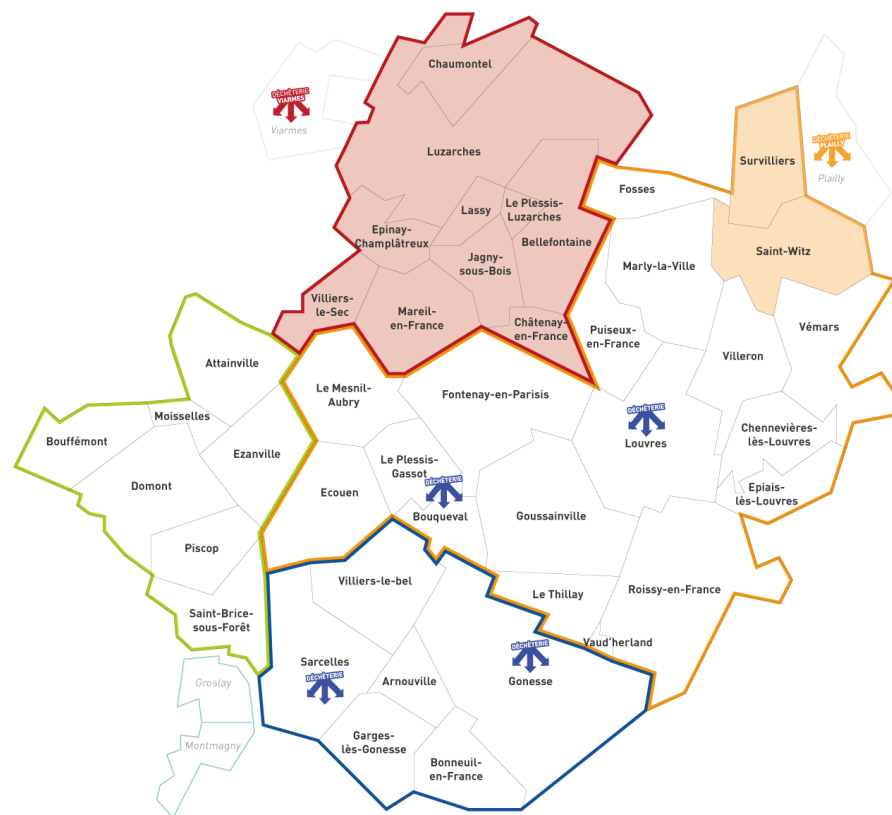 Chaumontel
DÉCHÈTERIE
VIARMES
Viarmes
DÉCHÈTERIE
PLAILLY
Plailly
Luzarches
Survilliers
Fosses
Lassy
Le Plessis-
Luzarches
Epinay-
Champlâtreux
Bellefontaine
Saint-Witz
Jagny-
sous-Bois
Marly-la-Ville
Villiers-
le-Sec
Mareil-
en-France
Châtenay-
en-France
Puiseux-
en-France
Vémars
Villeron
Attainville
Le Mesnil-
Aubry
Fontenay-en-Parisis
Moisselles
Bouffémont
Ezanville
DÉCHÈTERIE
Louvres
Chennevières-
lès-Louvres
Domont
Ecouen
Le Plessis-
Gassot
DÉCHÈTERIE
Bouqueval
Epiais-
lès-Louvres
Goussainville
Piscop
Villiers-le-bel
Le Thillay
Roissy-en-France
Saint-Brice-
sous-Forêt
Vaud'herland
DÉCHÈTERIE
Gonesse
Sarcelles
DÉCHÈTERIE
Arnouville
Groslay
Montmagny
Garges-
lès-Gonesse
Bonneuil-
en-France